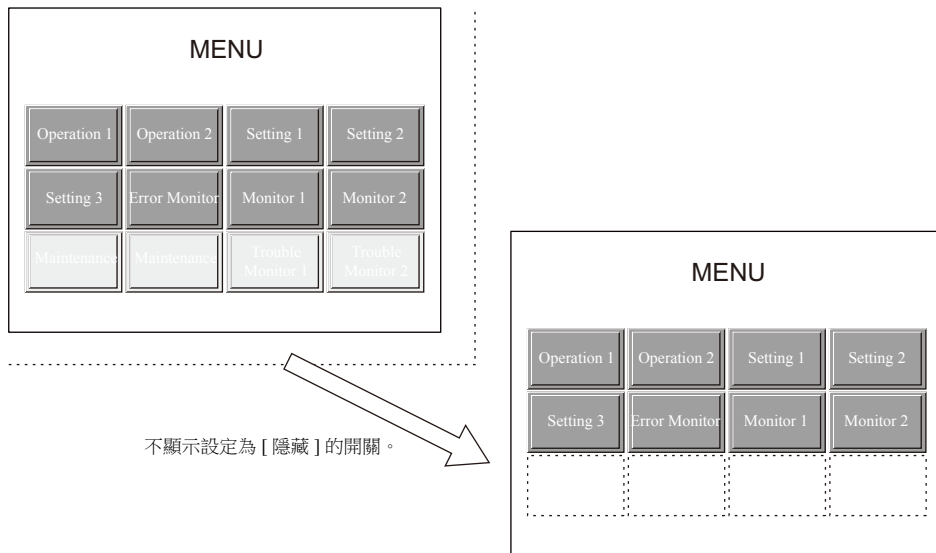 MENU
Operation 1 Operation 2 Setting 1 Setting 2
Setting 3 Error Monitor Monitor 1 Monitor 2
Maintenance Maintenance Trouble Monitor 1 Trouble Monitor 2
不顯示設定為 [ 隱藏 ] 的開關。
MENU
Operation 1 Operation 2 Setting 1 Setting 2
Setting 3 Error Monitor Monitor 1 Monitor 2